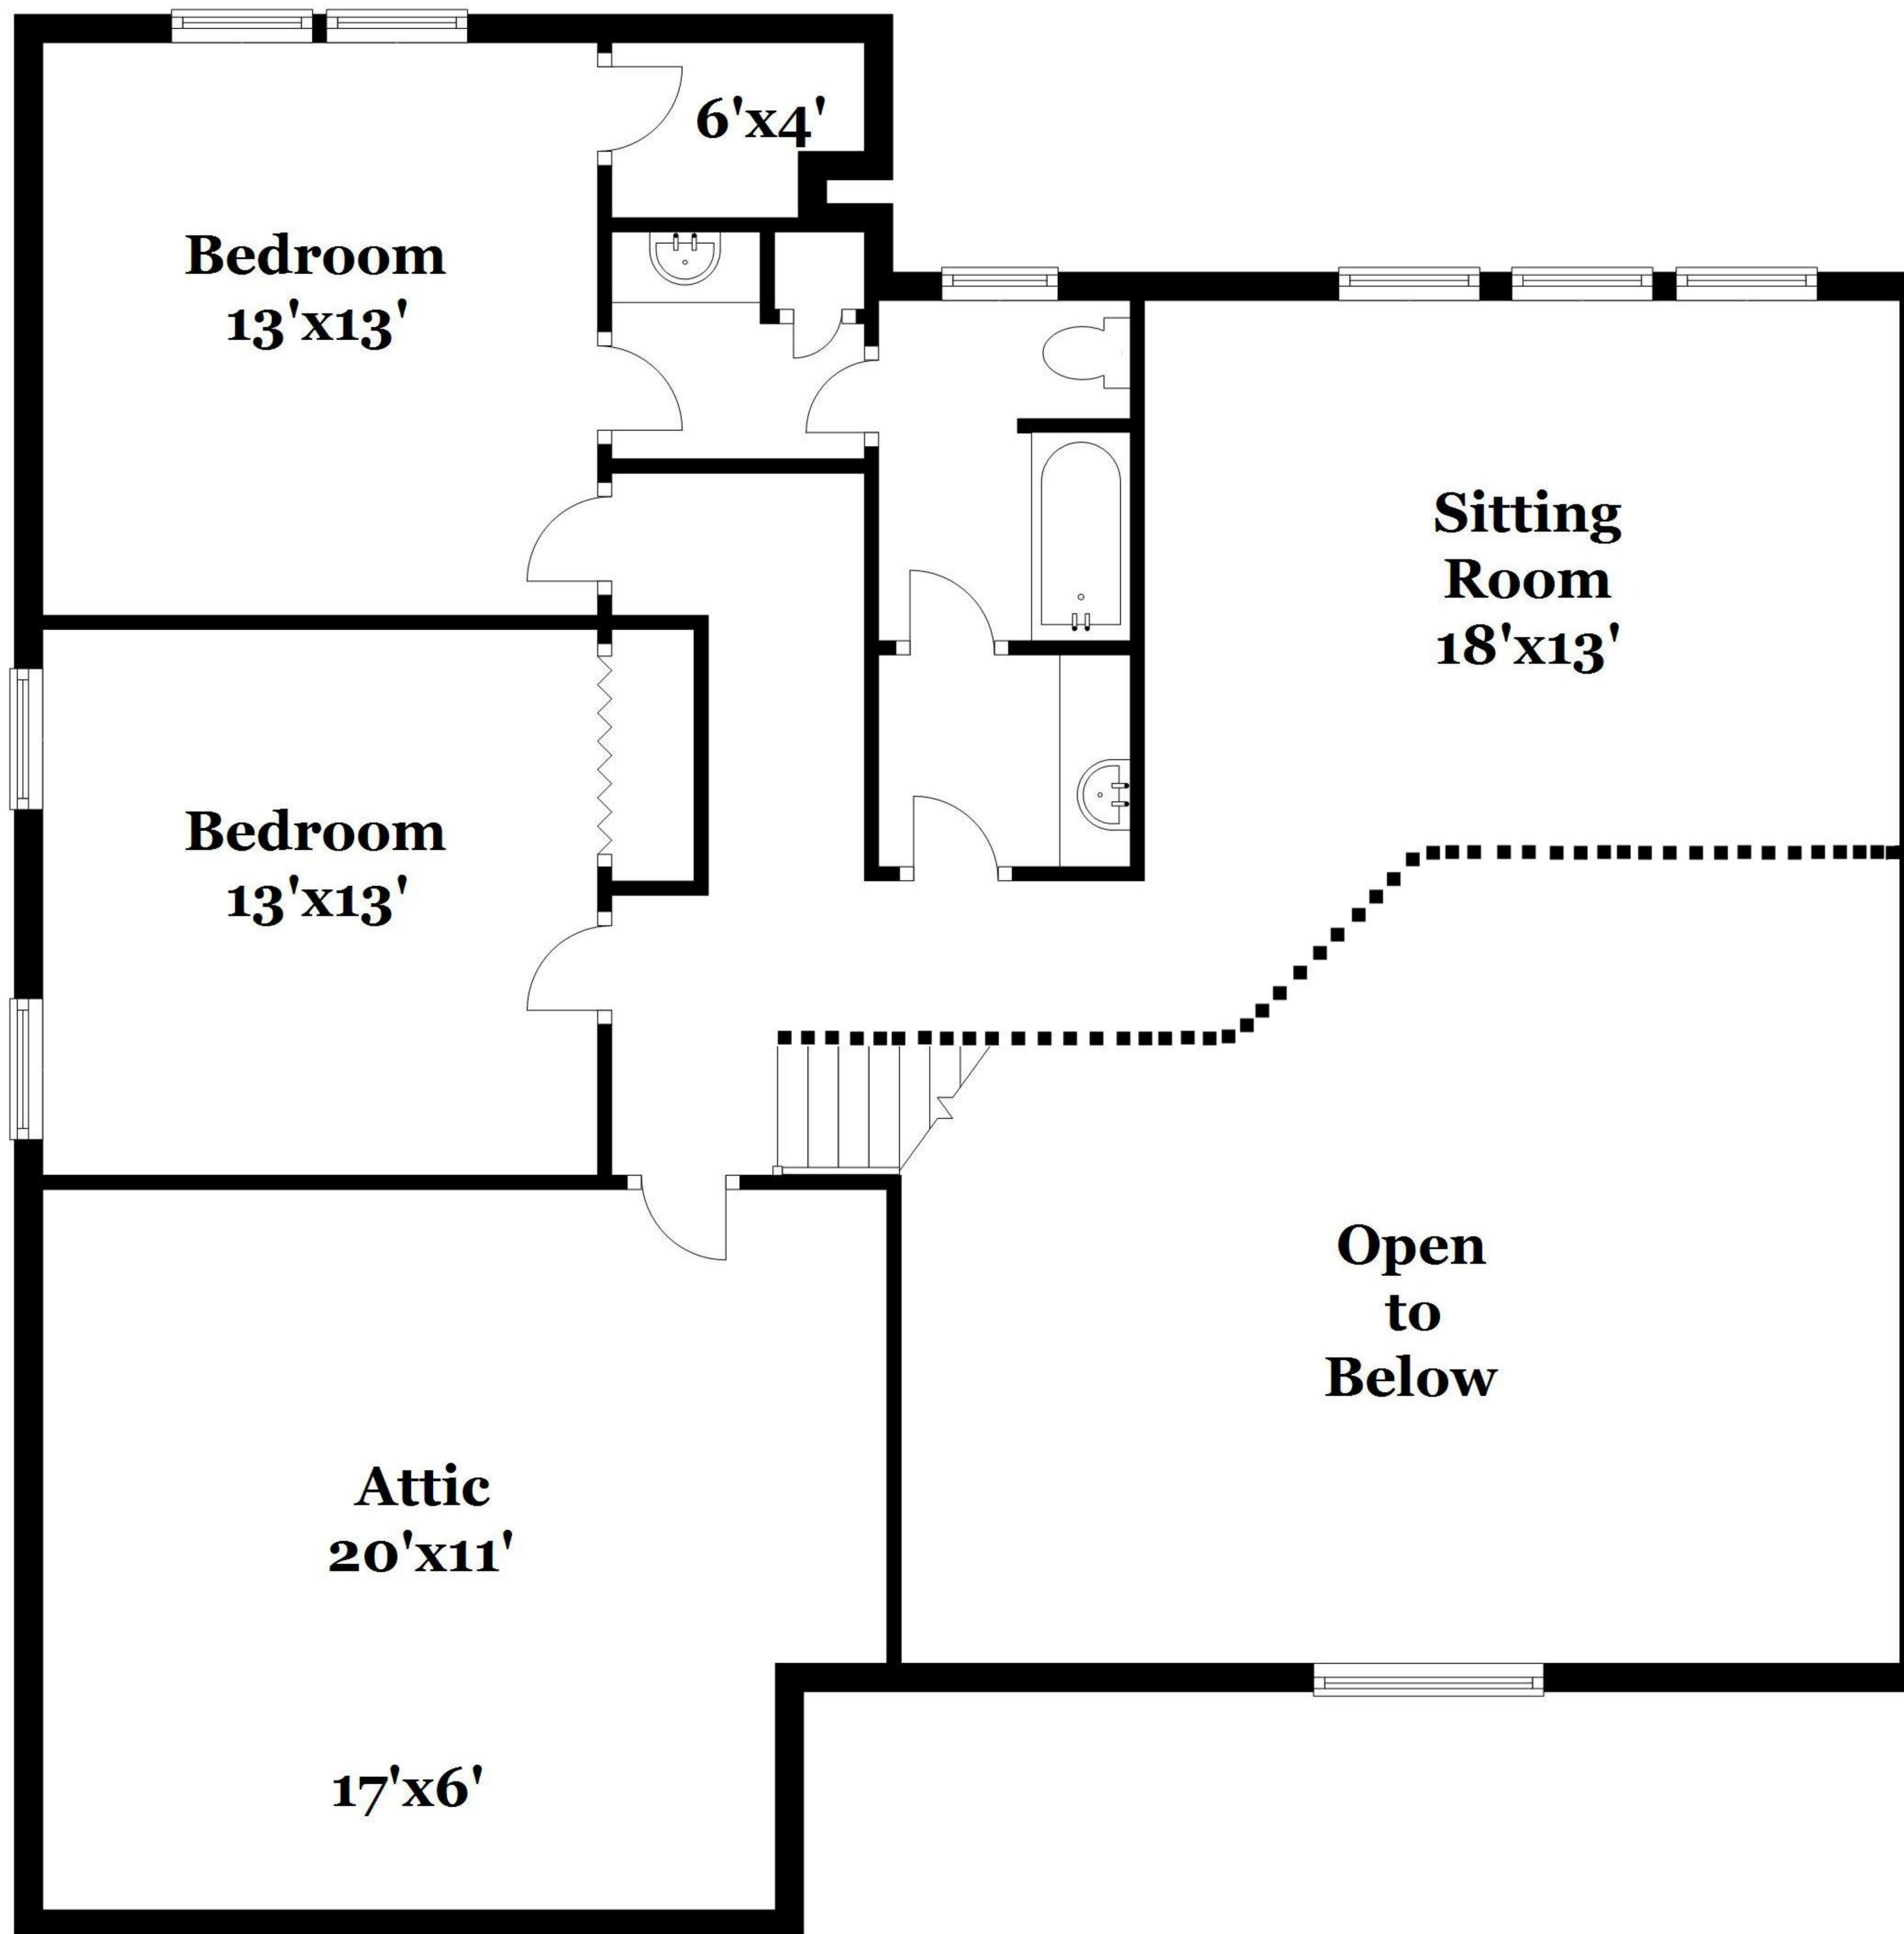 6'x4'
Bedroom
13'x13'
Sitting
Room
18'x13'
Bedroom
13'x13'
Open
to
Below
Attic
20'x11'
17'x6'